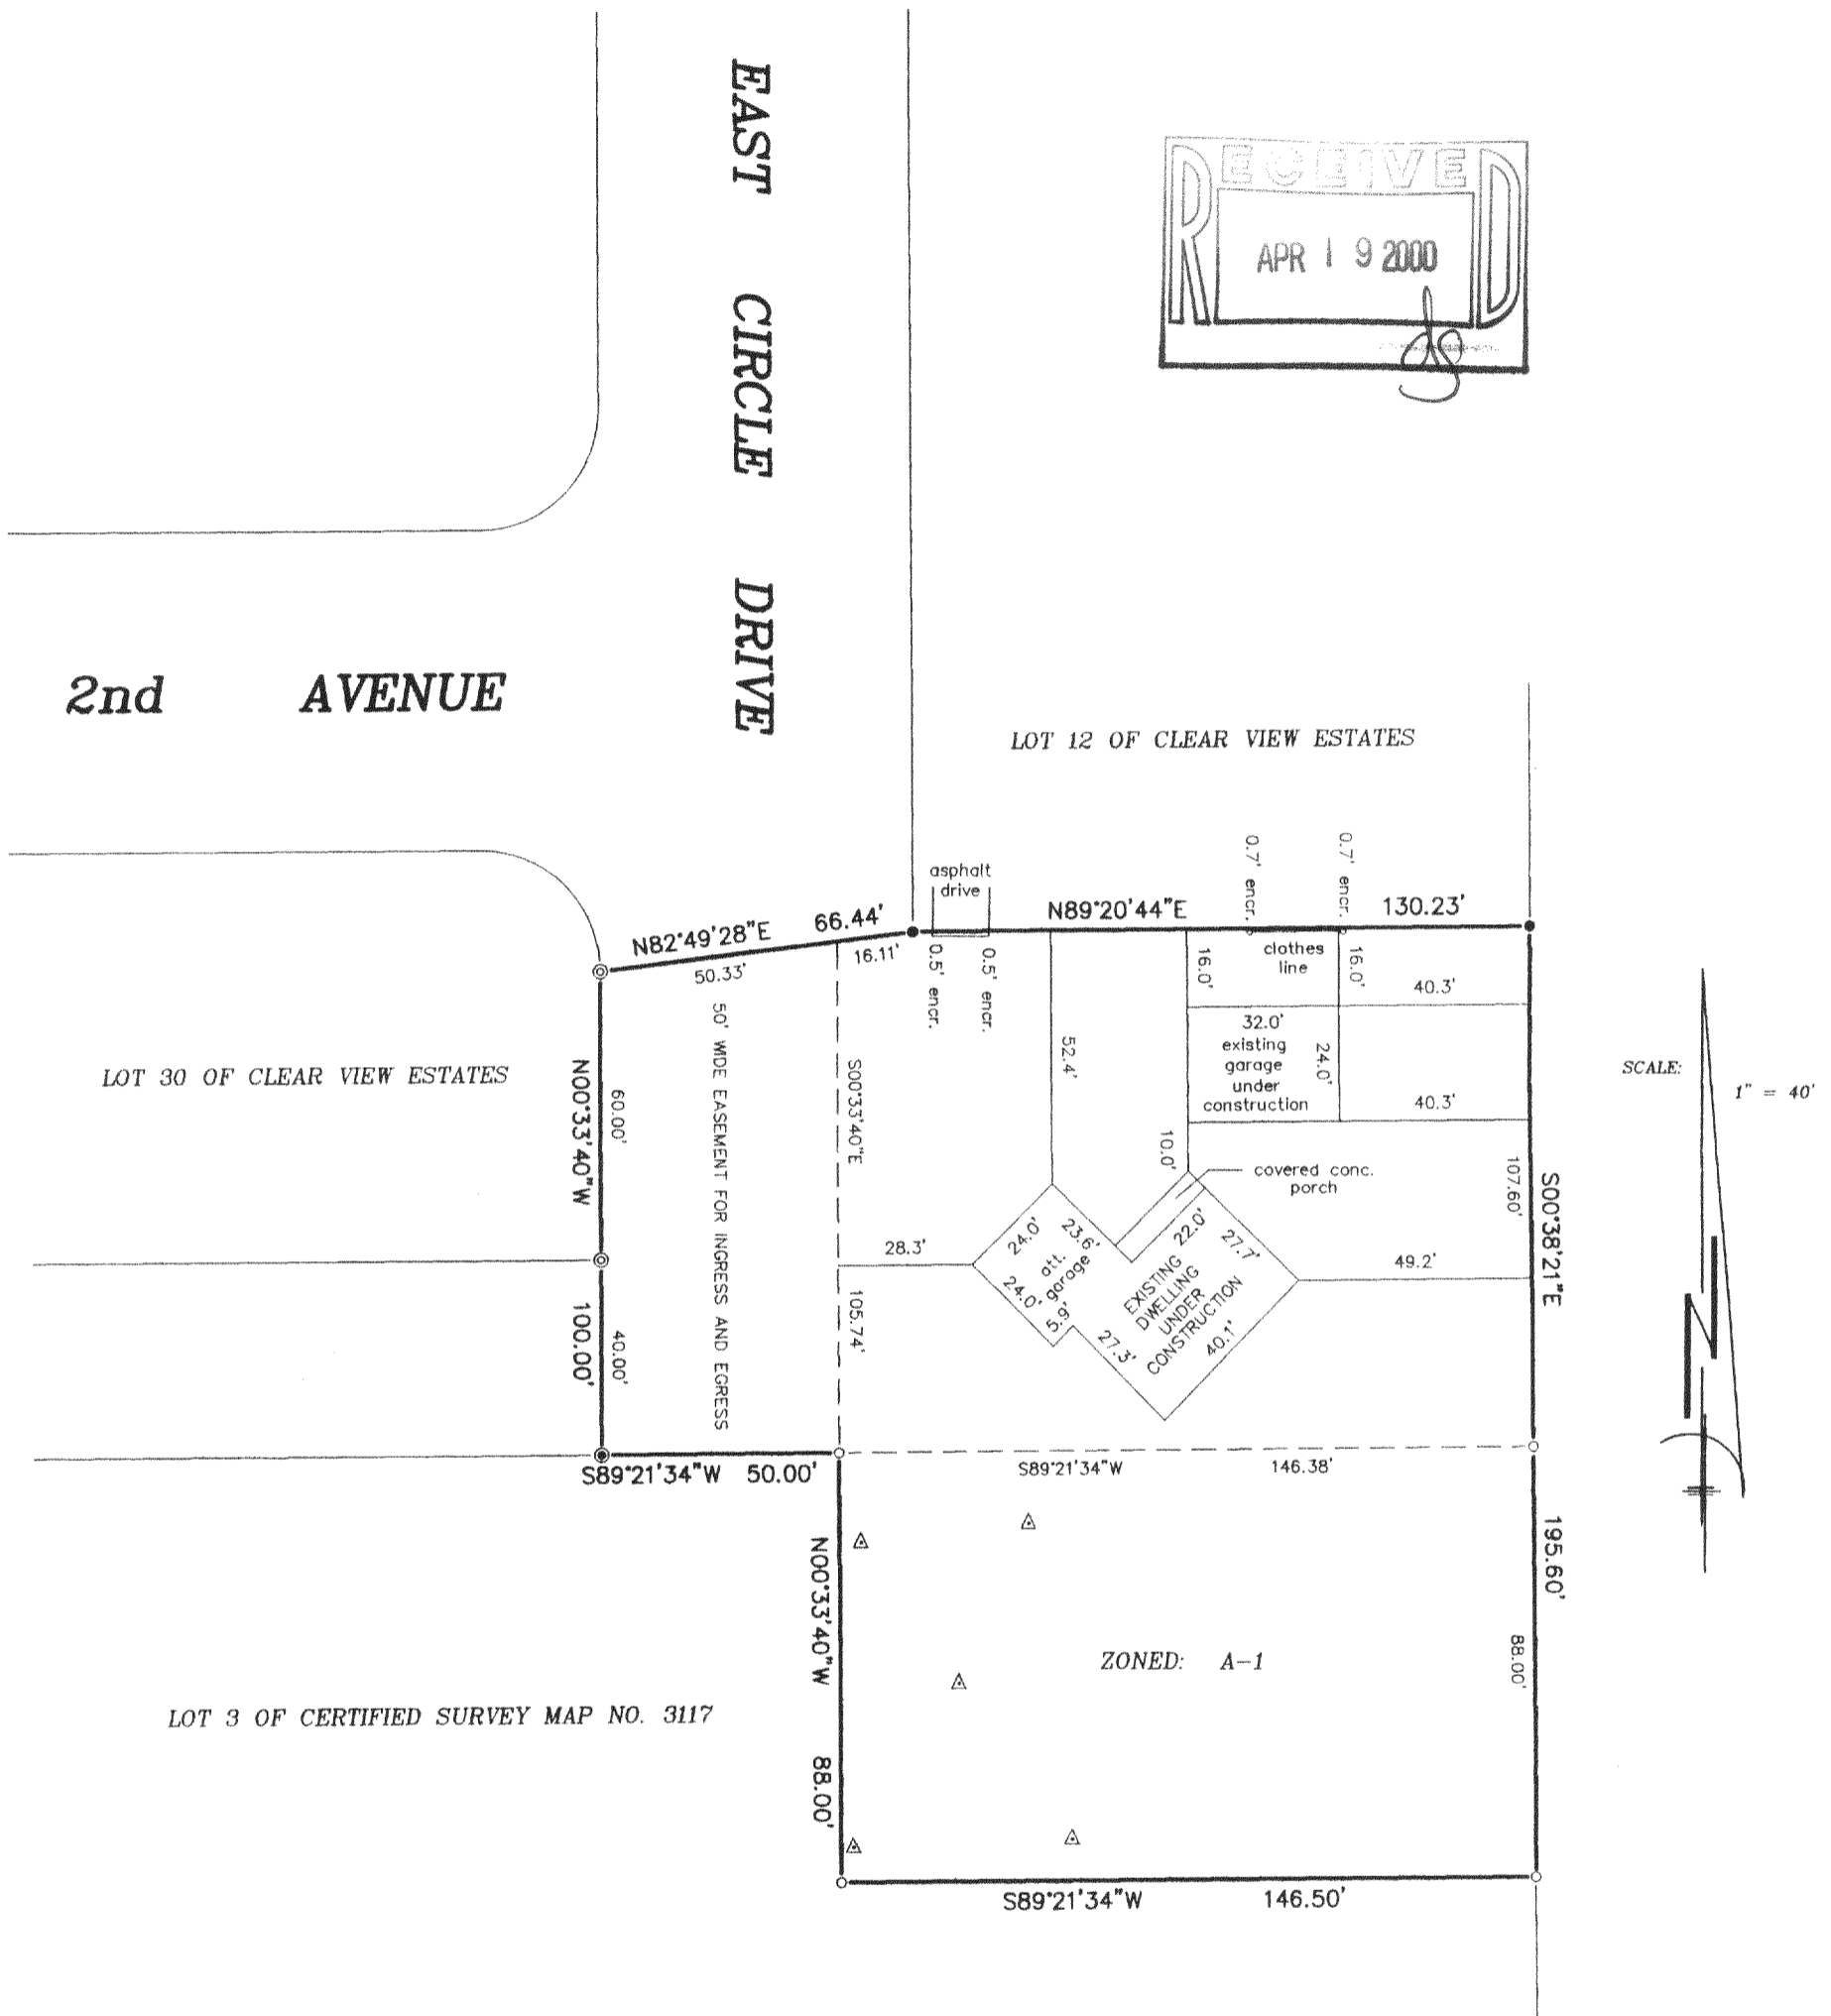 EAST CIRCLE DRIVE
RECEIVED
APR 19 2000
2nd AVENUE
LOT 12 OF CLEAR VIEW ESTATES
asphalt
drive
0.7' encr.
0.7' encr.
N89°20'44"E 130.23'
N82°49'28"E 66.44'
50.33'
16.11'
0.5' encr.
0.5' encr.
16.0'
clothes
line
16.0'
40.3'
32.0'
existing
garage
under
construction
24.0'
40.3'
52.4'
10.0'
covered conc.
porch
LOT 30 OF CLEAR VIEW ESTATES
N00°33'40"W 100.00'
60.00'
40.00'
50' WIDE EASEMENT FOR INGRESS AND EGRESS
S00°33'40"E
105.74'
28.3'
24.0'
23.6'
att.
garage
24.0'
5.9'
22.0'
27.7'
EXISTING
DWELLING
UNDER
CONSTRUCTION
27.3'
40.1'
49.2'
107.60'
S00°38'21"E 195.60'
SCALE:
1" = 40'
N
S89°21'34"W 50.00'
S89°21'34"W 146.38'
N00°33'40"W 88.00'
88.00'
ZONED: A-1
LOT 3 OF CERTIFIED SURVEY MAP NO. 3117
S89°21'34"W 146.50'